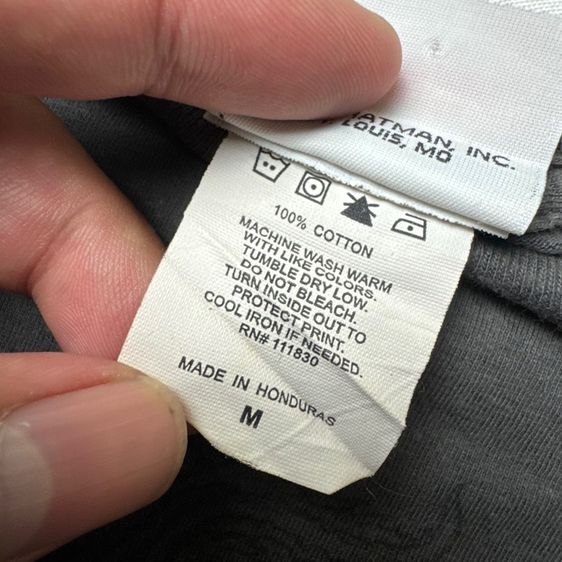 ATMAN, INC.
LOUIS, MO
100% COTTON
MACHINE WASH WARM
WITH LIKE COLORS.
TUMBLE DRY LOW.
DO NOT BLEACH.
TURN INSIDE OUT TO
PROTECT PRINT.
COOL IRON IF NEEDED.
RN# 111830
MADE IN HONDURAS
M